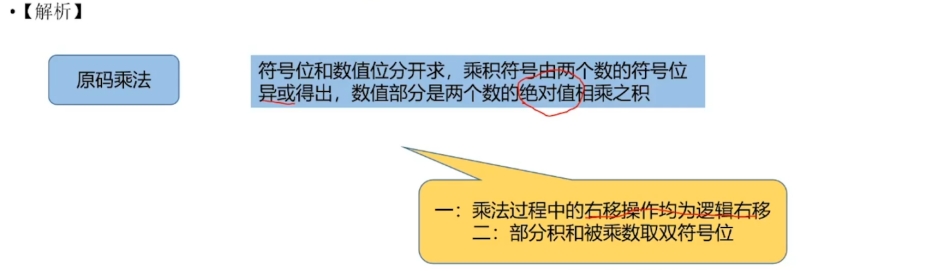 •【解析】
原码乘法
符号位和数值位分开求，乘积符号由两个数的符号位
异或得出，数值部分是两个数的绝对值相乘之积
一：乘法过程中的右移操作均为逻辑右移
二：部分积和被乘数取双符号位